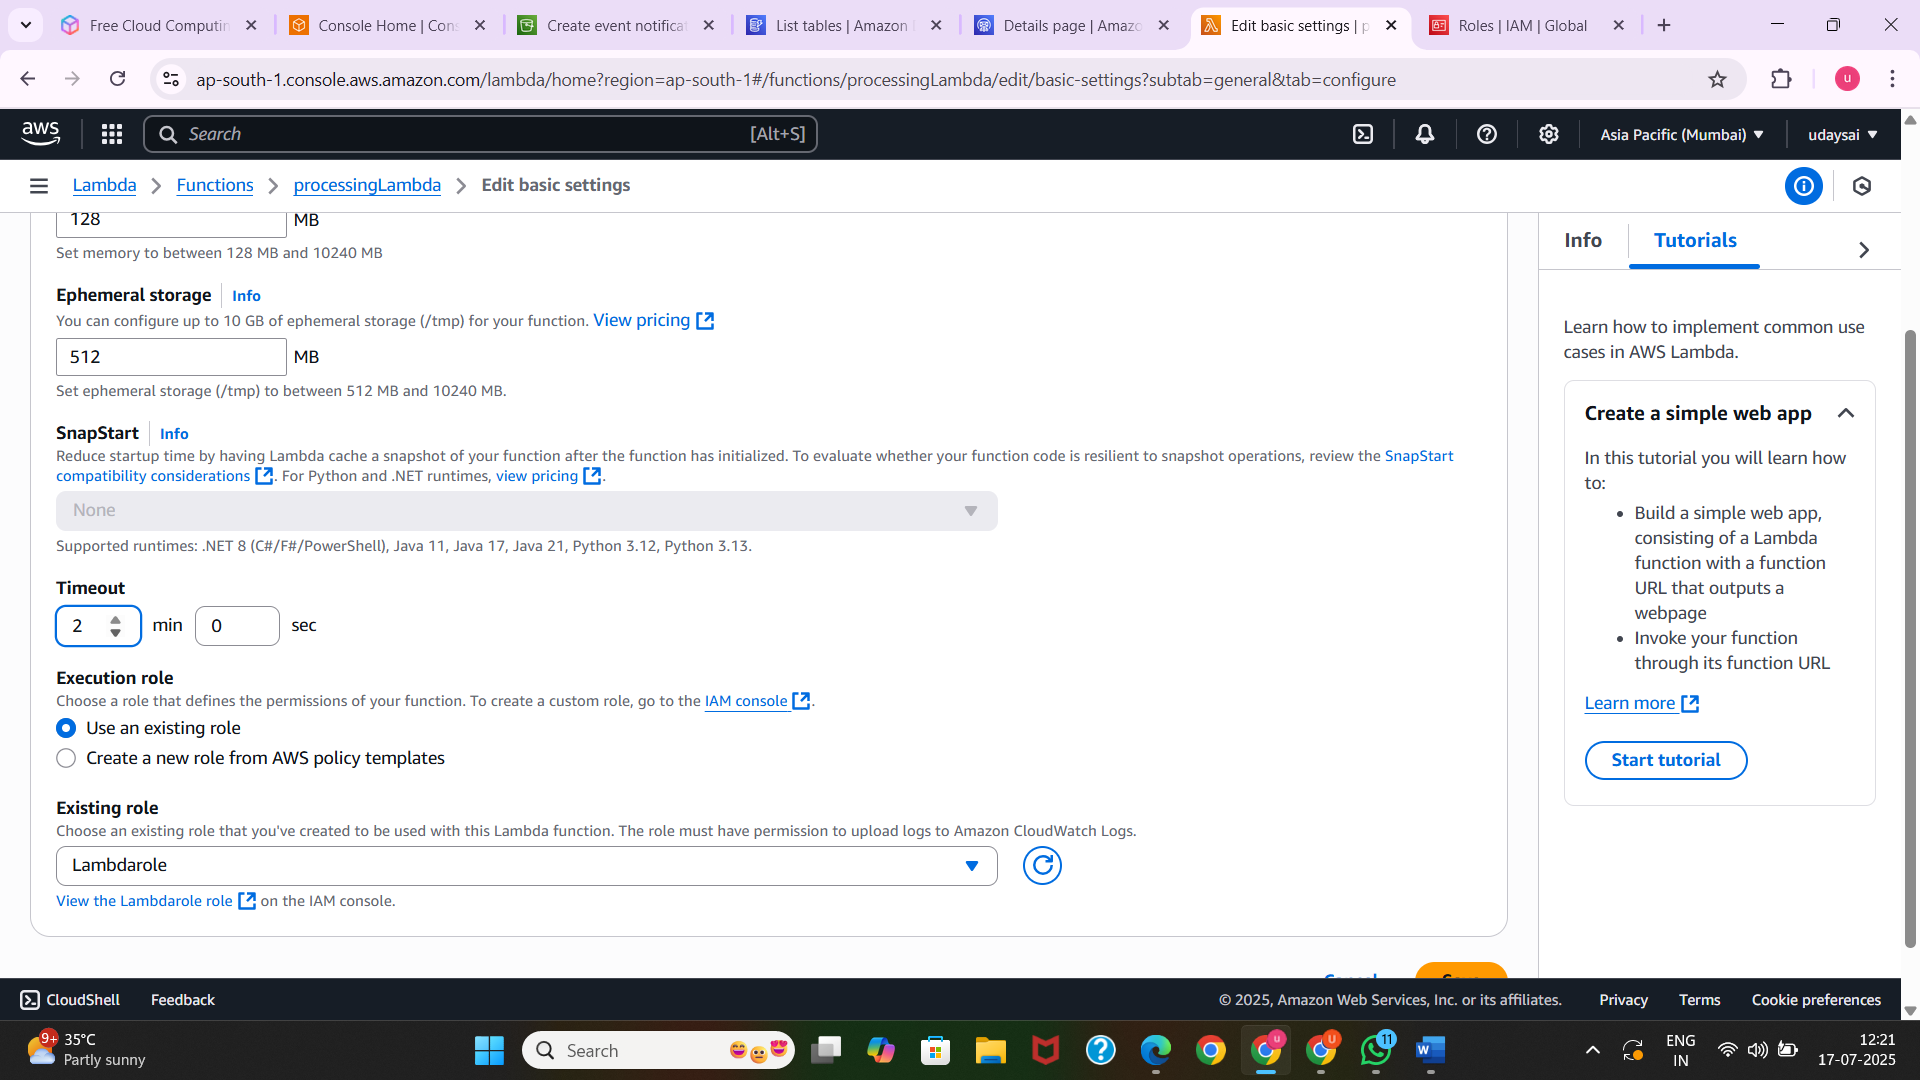 Free Cloud Computin
Console Home | Cons
Create event notificat
List tables | Amazon
Details page | Amazo
Edit basic settings | p
Roles | IAM | Global
ap-south-1.console.aws.amazon.com/lambda/home?region=ap-south-1#/functions/processingLambda/edit/basic-settings?subtab=general&tab=configure
u
aws
Search
[Alt+S]
Asia Pacific (Mumbai)
udaysai
Lambda
Functions
processingLambda
Edit basic settings
128
MB
Set memory to between 128 MB and 10240 MB
Ephemeral storage
Info
You can configure up to 10 GB of ephemeral storage (/tmp) for your function. View pricing
512
MB
Set ephemeral storage (/tmp) to between 512 MB and 10240 MB.
SnapStart
Info
Reduce startup time by having Lambda cache a snapshot of your function after the function has initialized. To evaluate whether your function code is resilient to snapshot operations, review the SnapStart
compatibility considerations . For Python and .NET runtimes, view pricing .
None
Supported runtimes: .NET 8 (C#/F#/PowerShell), Java 11, Java 17, Java 21, Python 3.12, Python 3.13.
Timeout
2
min
0
sec
Execution role
Choose a role that defines the permissions of your function. To create a custom role, go to the IAM console .
Use an existing role
Create a new role from AWS policy templates
Existing role
Choose an existing role that you've created to be used with this Lambda function. The role must have permission to upload logs to Amazon CloudWatch Logs.
Lambdarole
View the Lambdarole role on the IAM console.
Cancel
Save
Info
Tutorials
Learn how to implement common use
cases in AWS Lambda.
Create a simple web app
In this tutorial you will learn how
to:
Build a simple web app,
consisting of a Lambda
function with a function
URL that outputs a
webpage
Invoke your function
through its function URL
Learn more
Start tutorial
CloudShell
Feedback
© 2025, Amazon Web Services, Inc. or its affiliates.
Privacy
Terms
Cookie preferences
9+
35°C
Partly sunny
Search
u
U
11
W
ENG
IN
12:21
17-07-2025